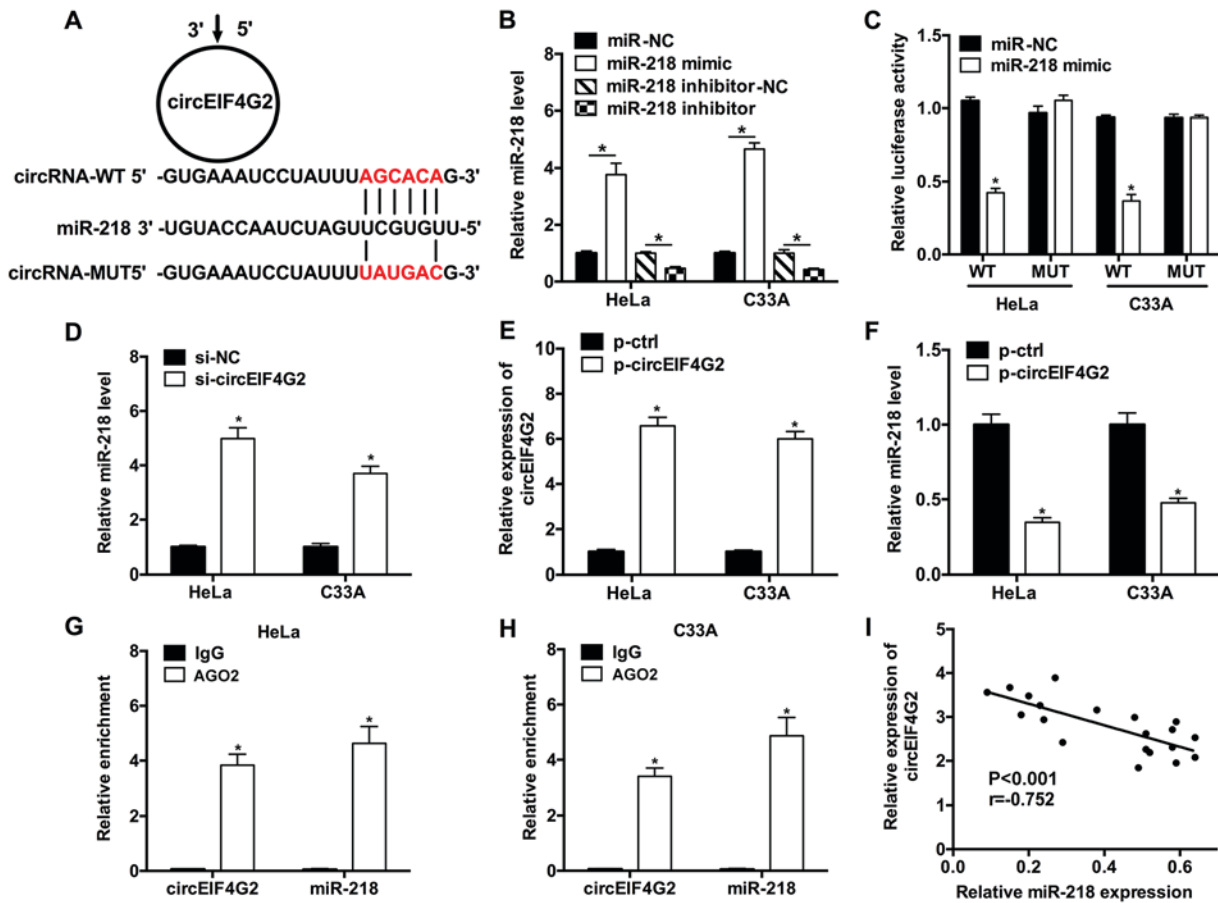 A
3' 5'
circEIF4G2
circRNA-WT 5' -GUGAAAUCCUAUUUAGCACAG-3'
miR-218 3' -UGUACCAAUCUAGUUCGUGUU-5'
circRNA-MUT5' -GUGAAAUCCUAUUUUAUGACG-3'
B
miR-NC
miR-218 mimic
miR-218 inhibitor-NC
miR-218 inhibitor
Relative miR-218 level
8
6
4
2
0
* * * *
HeLa C33A
C
miR-NC
miR-218 mimic
Relative luciferase activity
1.5
1.0
0.5
0.0
* *
WT MUT WT MUT
HeLa C33A
D
si-NC
si-circEIF4G2
Relative miR-218 level
8
6
4
2
0
* *
HeLa C33A
E
p-ctrl
p-circEIF4G2
Relative expression of
circEIF4G2
10
8
6
4
2
0
* *
HeLa C33A
F
p-ctrl
p-circEIF4G2
Relative miR-218 level
1.5
1.0
0.5
0.0
* *
HeLa C33A
G
HeLa
IgG
AGO2
Relative enrichment
8
6
4
2
0
* *
circEIF4G2 miR-218
H
C33A
IgG
AGO2
Relative enrichment
8
6
4
2
0
* *
circEIF4G2 miR-218
I
Relative expression of
circEIF4G2
5
4
3
2
1
0
P<0.001
r=-0.752
0.0 0.2 0.4 0.6
Relative miR-218 expression